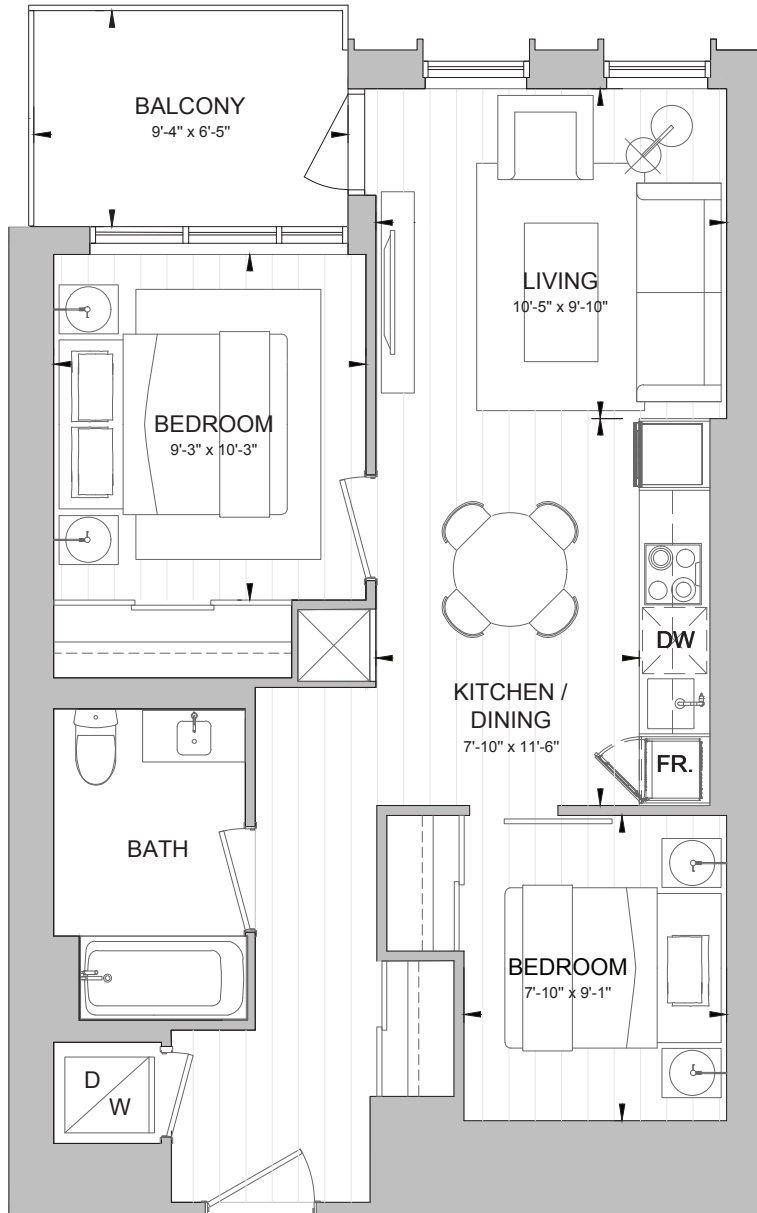 BALCONY
9'-4" x 6'-5"
LIVING
10'-5" x 9'-10"
BEDROOM
9'-3" x 10'-3"
DW
KITCHEN /
DINING
7'-10" x 11'-6"
FR.
BATH
BEDROOM
7'-10" x 9'-1"
D
W